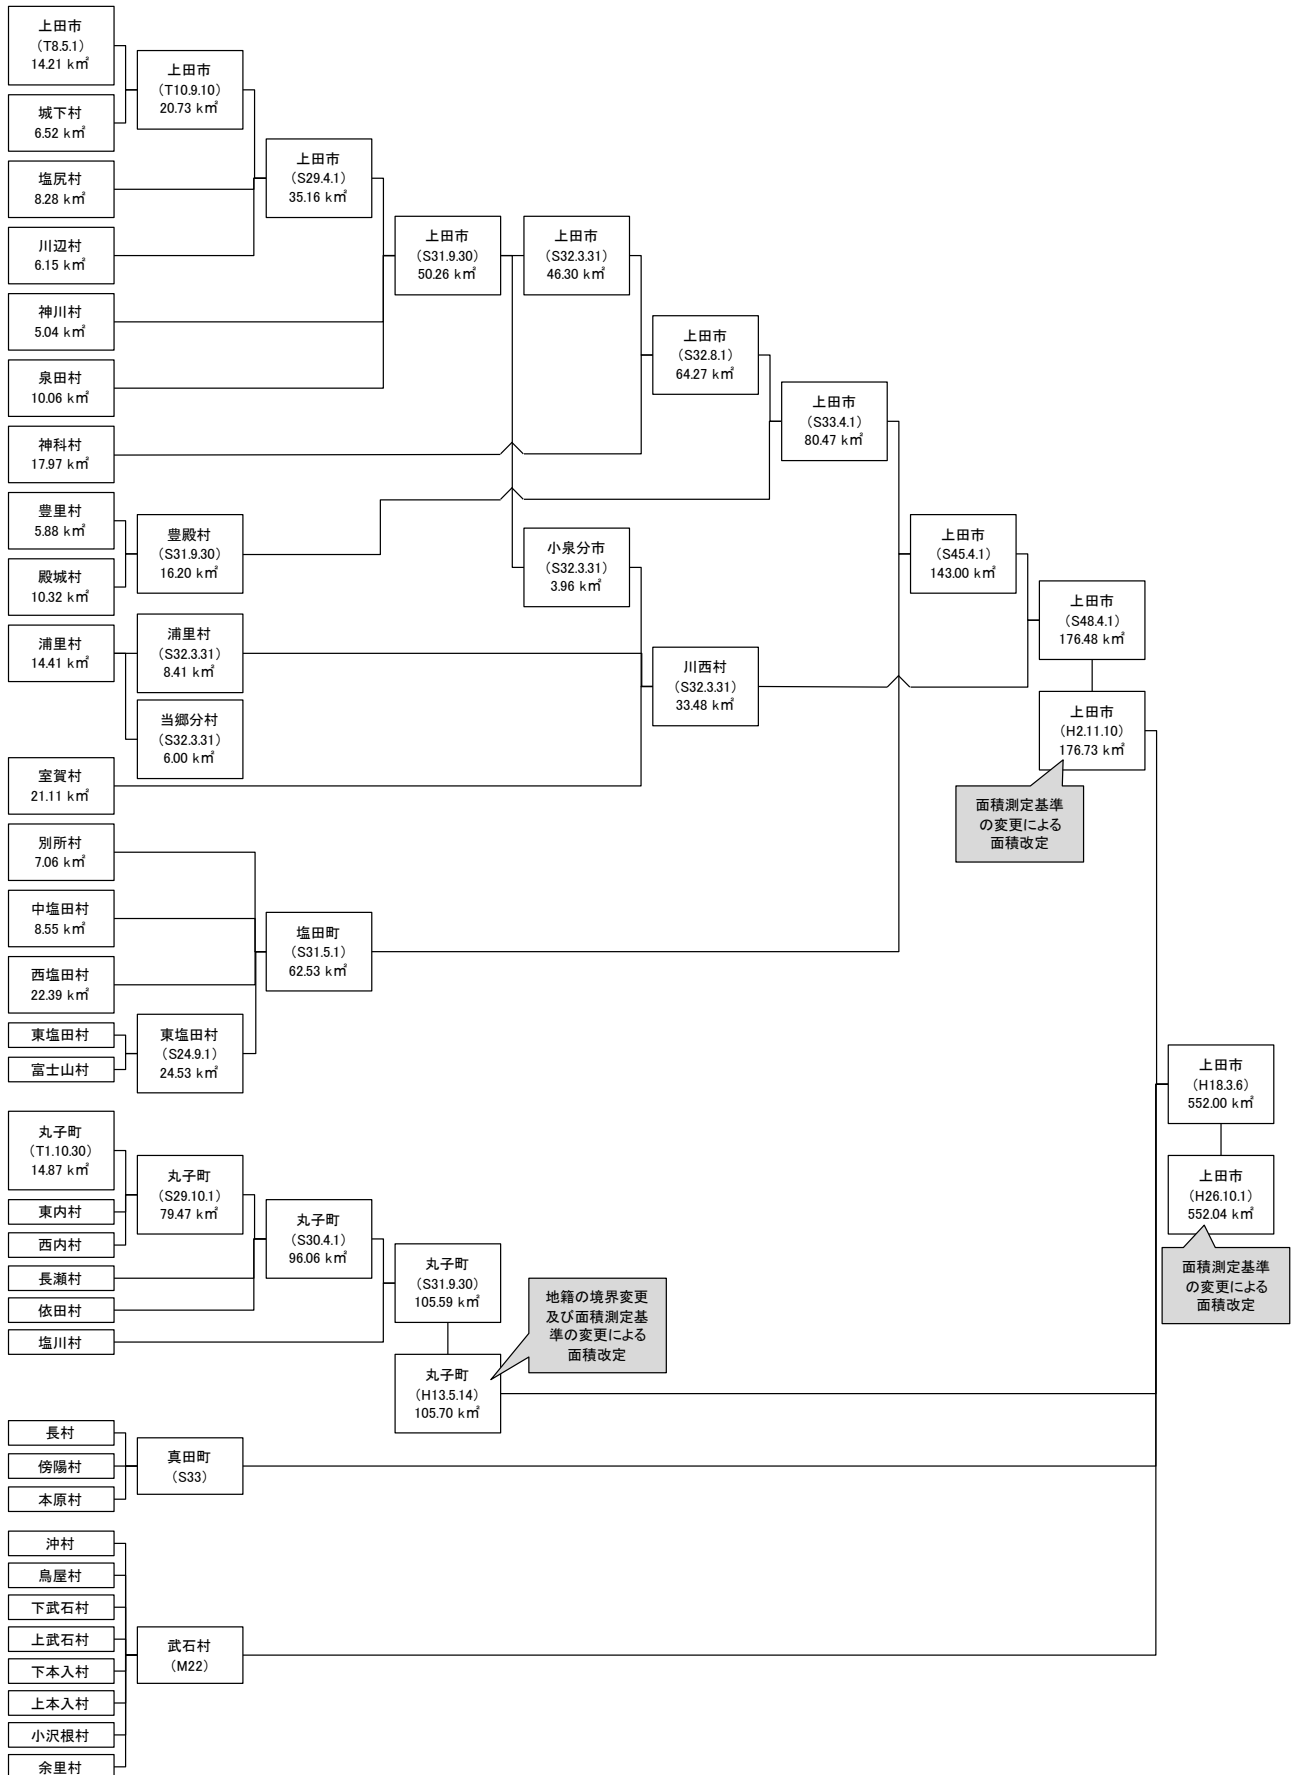 上田市
(T8.5.1)
14.21 k㎡
城下村
6.52 k㎡
塩尻村
8.28 k㎡
川辺村
6.15 k㎡
神川村
5.04 k㎡
泉田村
10.06 k㎡
神科村
17.97 k㎡
豊里村
5.88 k㎡
殿城村
10.32 k㎡
浦里村
14.41 k㎡
室賀村
21.11 k㎡
別所村
7.06 k㎡
中塩田村
8.55 k㎡
西塩田村
22.39 k㎡
東塩田村
富士山村
丸子町
(T1.10.30)
14.87 k㎡
東内村
西内村
長瀬村
依田村
塩川村
長村
傍陽村
本原村
沖村
鳥屋村
下武石村
上武石村
下本入村
上本入村
小沢根村
余里村
上田市
(T10.9.10)
20.73 k㎡
豊殿村
(S31.9.30)
16.20 k㎡
浦里村
(S32.3.31)
8.41 k㎡
当郷分村
(S32.3.31)
6.00 k㎡
東塩田村
(S24.9.1)
24.53 k㎡
丸子町
(S29.10.1)
79.47 k㎡
真田町
(S33)
武石村
(M22)
上田市
(S29.4.1)
35.16 k㎡
塩田町
(S31.5.1)
62.53 k㎡
丸子町
(S30.4.1)
96.06 k㎡
上田市
(S31.9.30)
50.26 k㎡
丸子町
(S31.9.30)
105.59 k㎡
丸子町
(H13.5.14)
105.70 k㎡
上田市
(S32.3.31)
46.30 k㎡
小泉分市
(S32.3.31)
3.96 k㎡
地籍の境界変更
及び面積測定基
準の変更による
面積改定
上田市
(S32.8.1)
64.27 k㎡
川西村
(S32.3.31)
33.48 k㎡
上田市
(S33.4.1)
80.47 k㎡
上田市
(S45.4.1)
143.00 k㎡
上田市
(S48.4.1)
176.48 k㎡
上田市
(H2.11.10)
176.73 k㎡
面積測定基準
の変更による
面積改定
上田市
(H18.3.6)
552.00 k㎡
上田市
(H26.10.1)
552.04 k㎡
面積測定基準
の変更による
面積改定